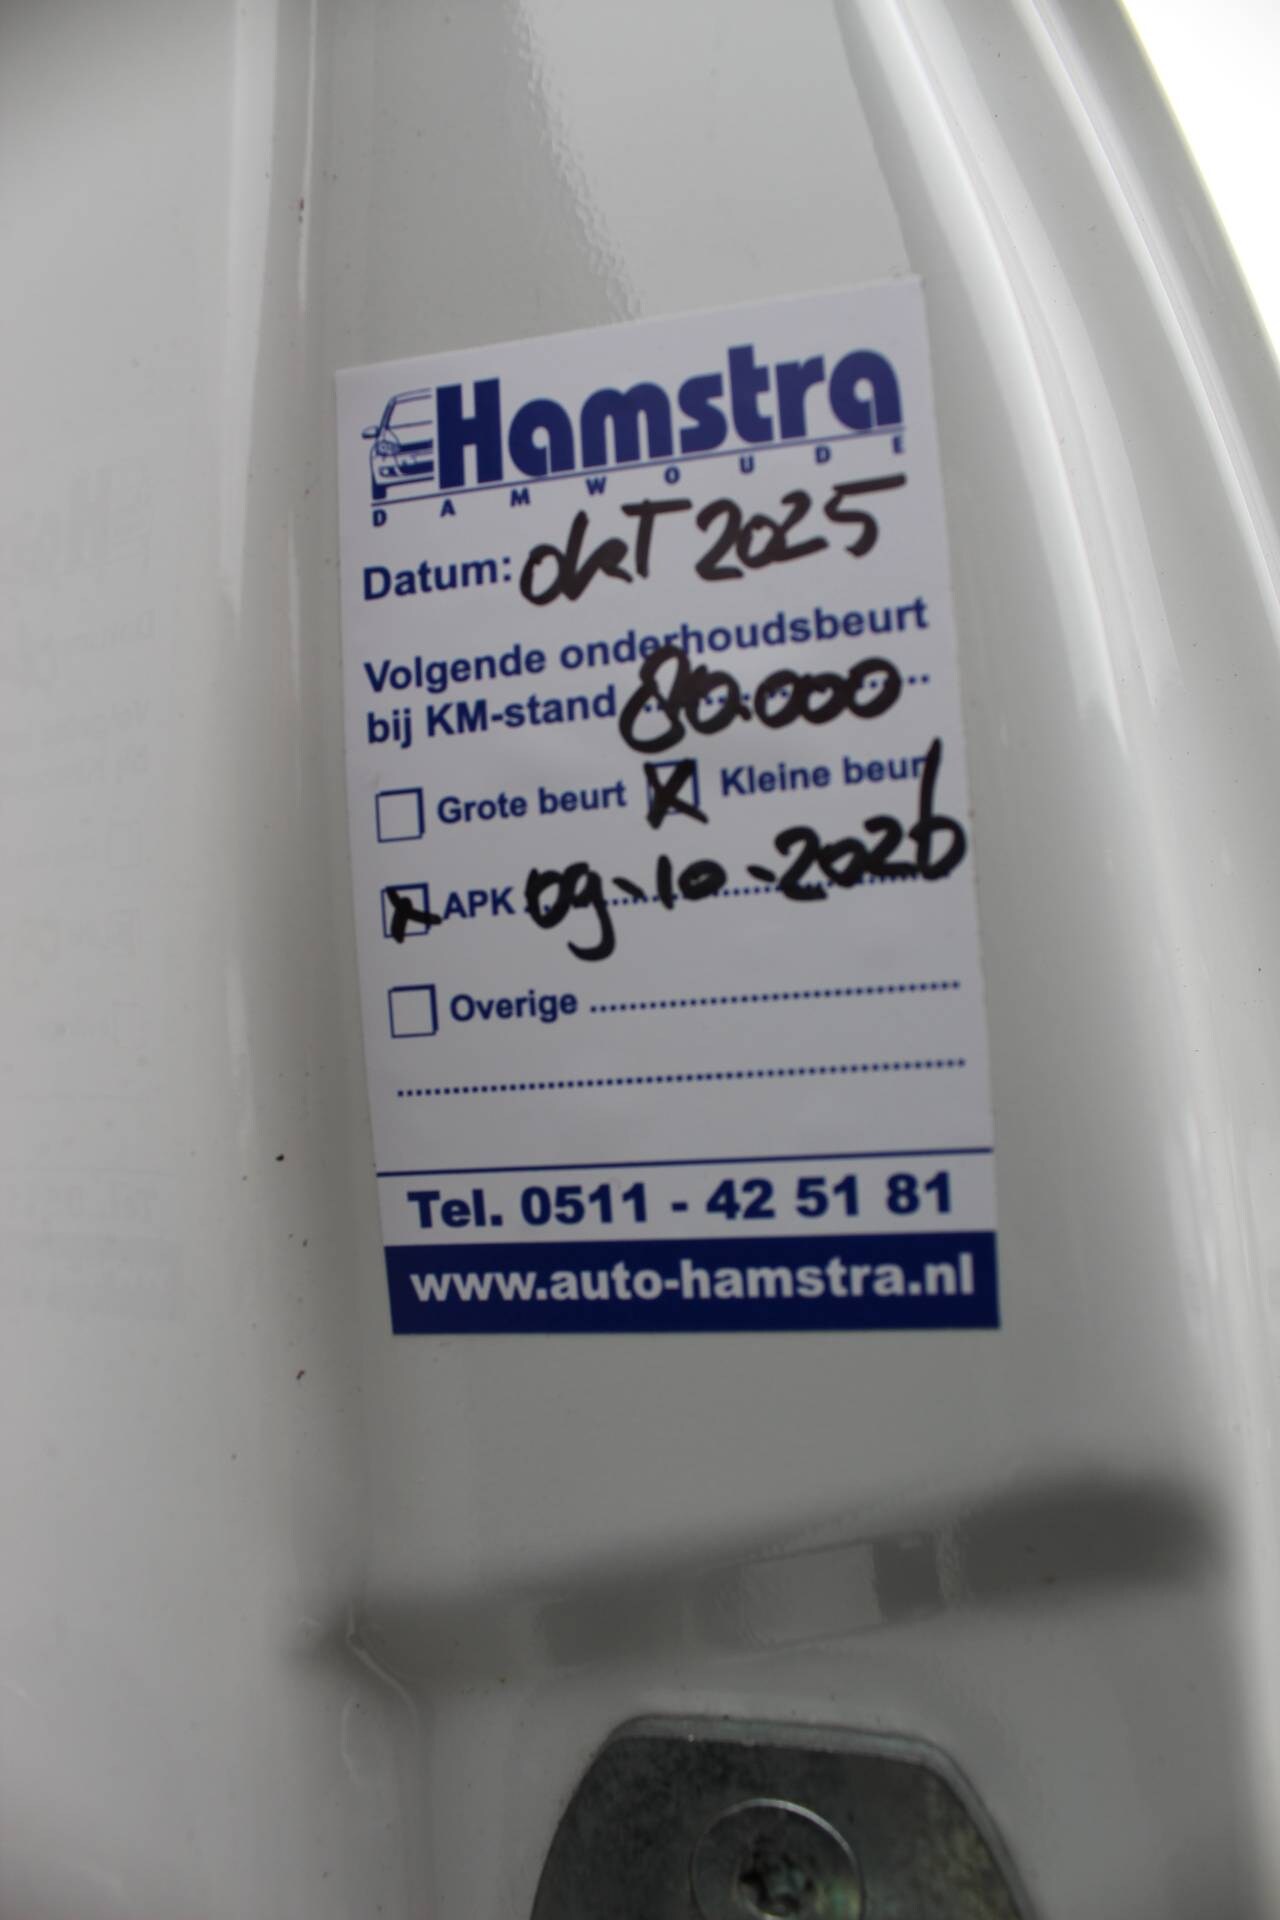 Hamstra
DAMWOUDE
Datum: okt 2025
Volgende onderhoudsbeurt
bij KM-stand 80.000
Grote beurt X Kleine beurt
X APK 09-10-2026
Overige ........................................
................................................................
Tel. 0511 - 42 51 81
www.auto-hamstra.nl